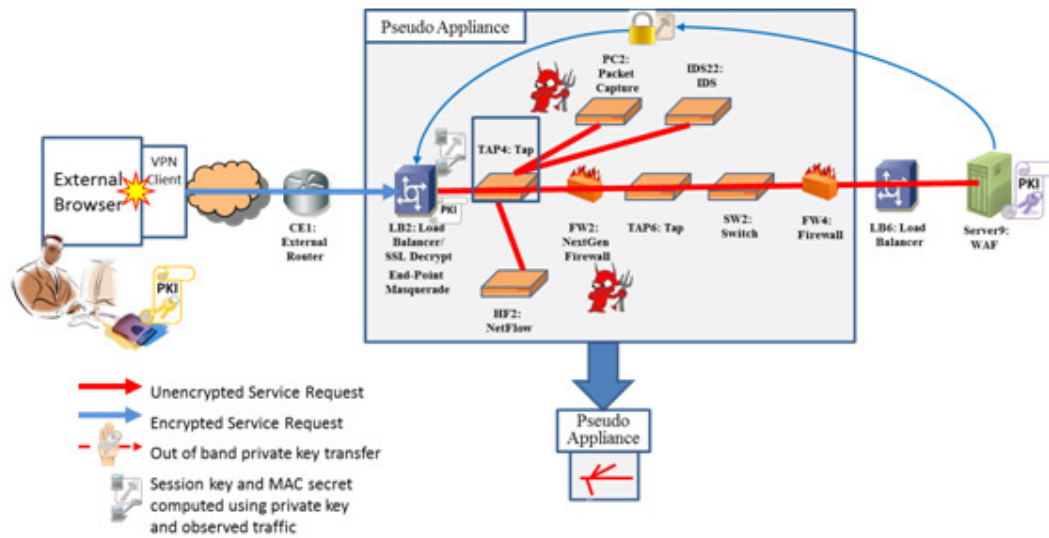 Pseudo Appliance
PC2:
Packet
Capture
IDS22:
IDS
VPN
Client
External
Browser
TAP4: Tap
PKI
PKI
PKI
CE1:
External
Router
LB2: Load
Balancer/
SSL Decrypt
End-Point
Masquerade
FW2:
NextGen
Firewall
TAP6: Tap
SW2:
Switch
FW4:
Firewall
LB6: Load
Balancer
Server9:
WAF
HF2:
NetFlow
Unencrypted Service Request
Encrypted Service Request
Out of band private key transfer
Session key and MAC secret
computed using private key
and observed traffic
Pseudo
Appliance